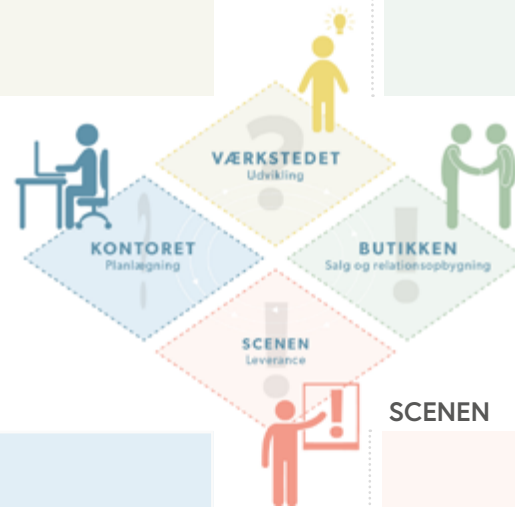 VÆRKSTEDET
Udvikling
KONTORET
Planlægning
BUTIKKEN
Salg og relationsopbygning
SCENEN
Leverance
SCENEN